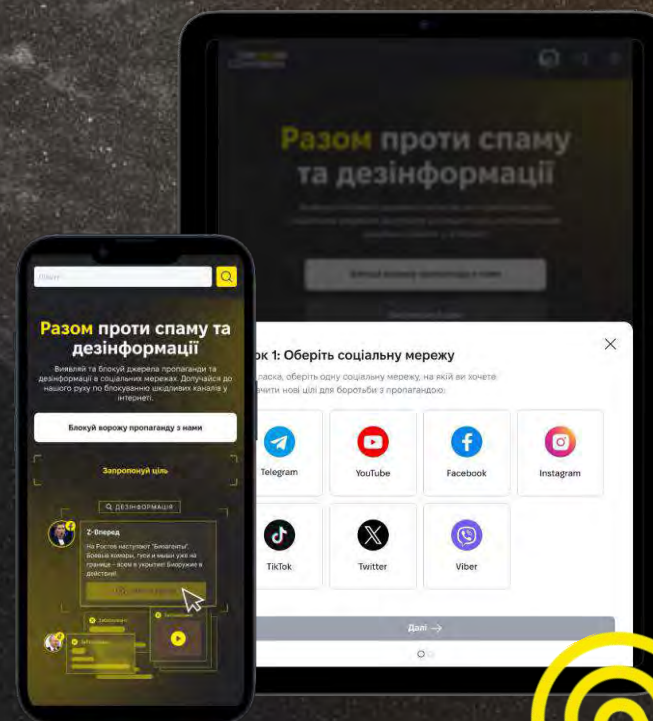 Разом проти спаму
та дезінформації
Пошук
Разом проти спаму та
дезінформації
Виявляй та блокуй джерела пропаганди та
дезінформації в соціальних мережах. Долучайся до
нашого руху по блокуванню шкідливих каналів у
інтернеті.
Блокуй ворожу пропаганду з нами
Запропонуй ціль
ДЕЗІНФОРМАЦІЯ
Z-Вперед
На Ростов наступают "Биоагенты".
Боевые комары, гуси и мыши уже на
границе - всем в укрытия! Биоружие в
действии!
ок 1: Оберіть соціальну мережу
ласка, оберіть одну соціальну мережу, на якій ви хочете
ачити нові цілі для боротьби з пропагандою:
Telegram
YouTube
Facebook
Instagram
TikTok
Twitter
Viber
Далі →